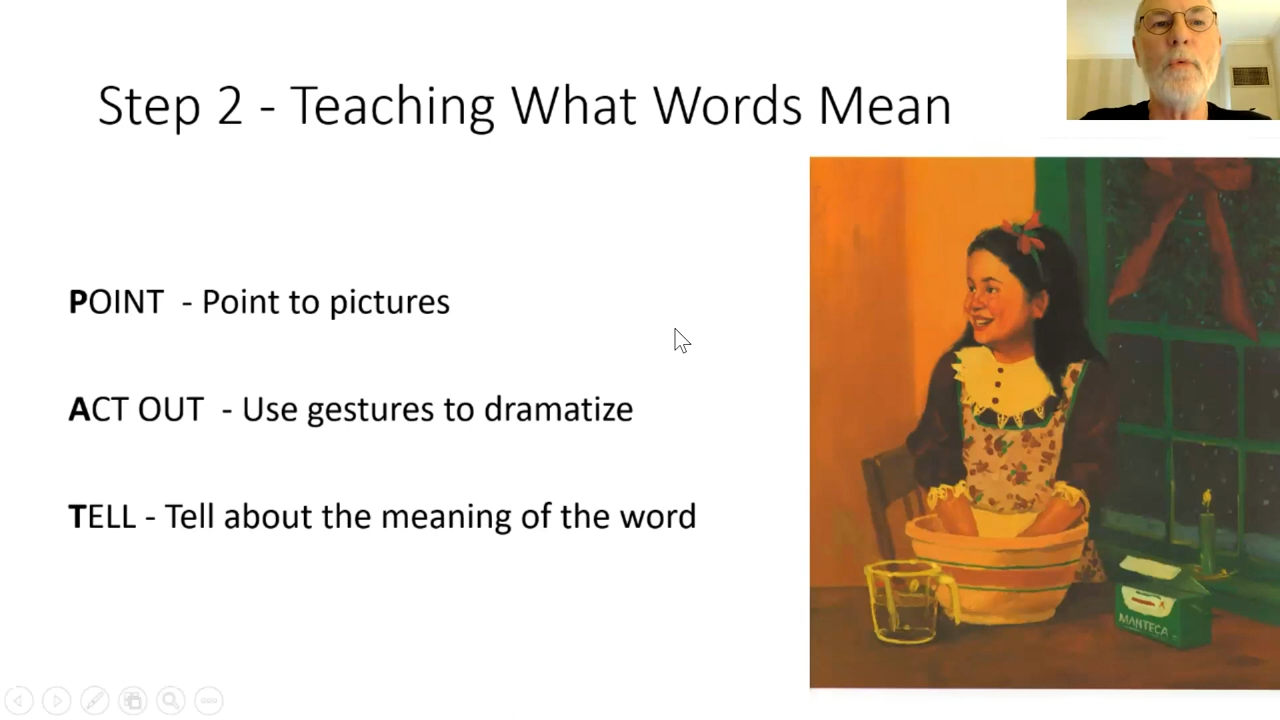 Step 2 - Teaching What Words Mean
POINT - Point to pictures
ACT OUT - Use gestures to dramatize
TELL - Tell about the meaning of the word
MANTECA